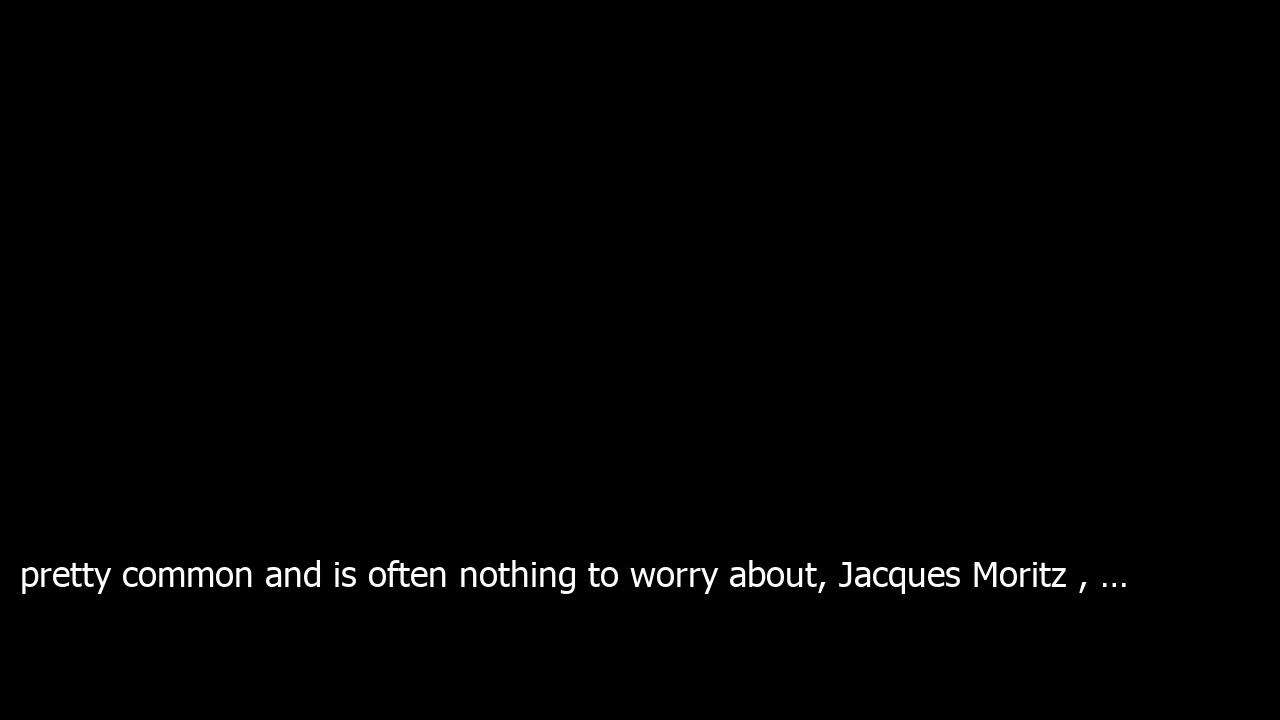 pretty common and is often nothing to worry about, Jacques Moritz , ...